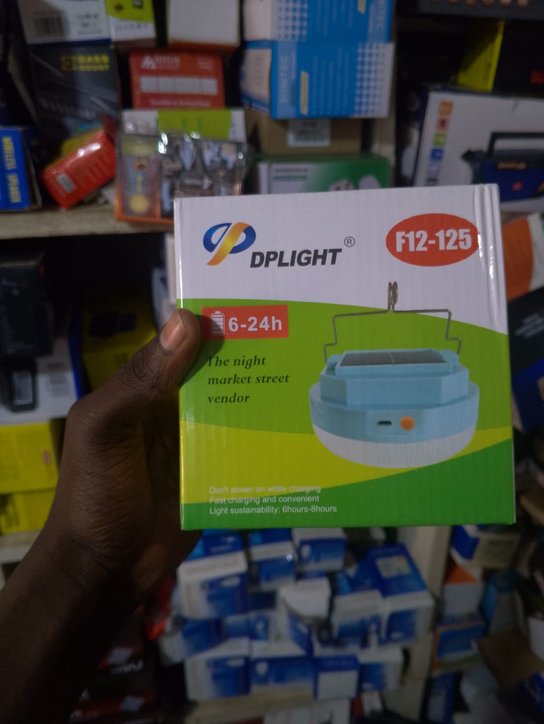 DPLIGHT®
F12-125
6-24h
The night
market street
vendor
Don't power on while charging
Fast charging and convenient
Light sustainability, 6hours-8hours